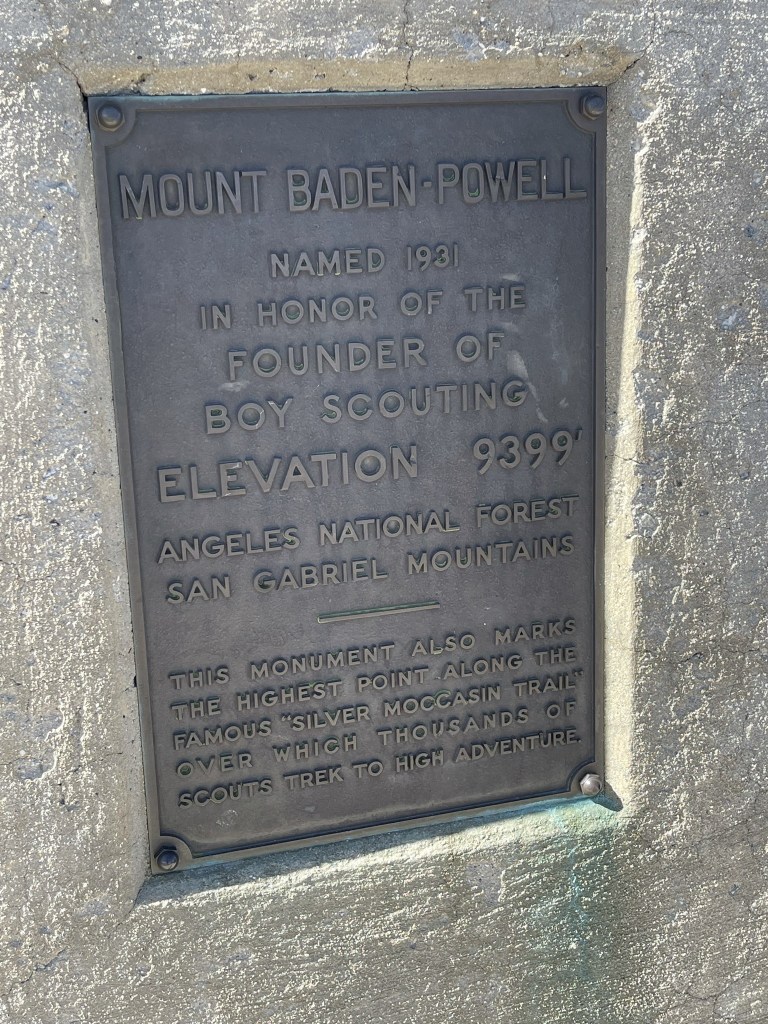 MOUNT BADEN-POWELL
NAMED 1931
IN HONOR OF THE
FOUNDER OF
BOY SCOUTING
ELEVATION 9399'
ANGELES NATIONAL FOREST
SAN GABRIEL MOUNTAINS
THIS MONUMENT ALSO MARKS
THE HIGHEST POINT ALONG THE
FAMOUS "SILVER MOCCASIN TRAIL"
OVER WHICH THOUSANDS OF
SCOUTS TREK TO HIGH ADVENTURE.